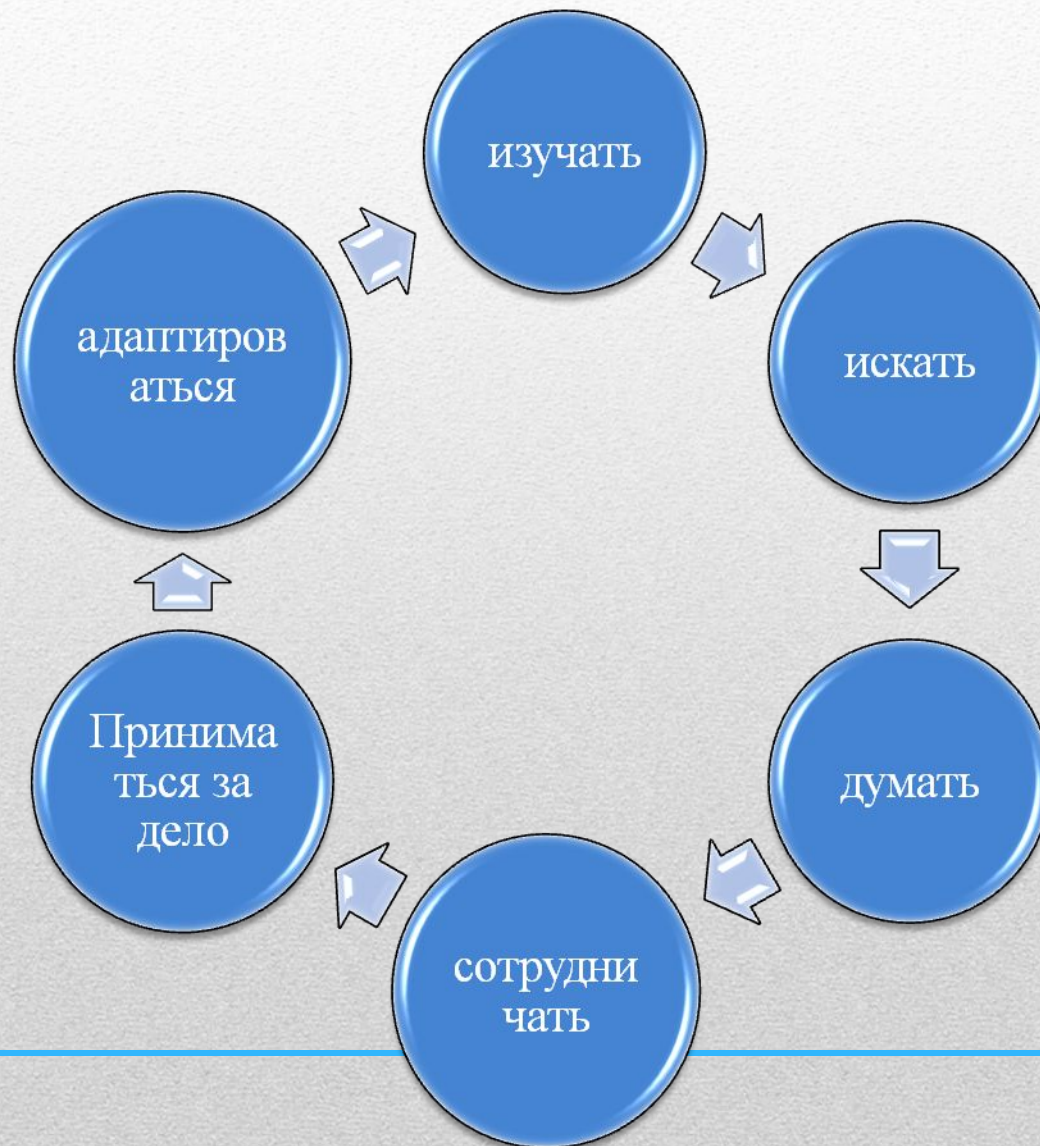 изучать
искать
думать
сотрудни
чать
Принима
ться за
дело
адаптиров
аться